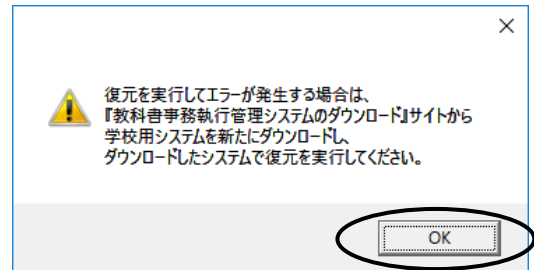 復元を実行してエラーが発生する場合は、
『教科書事務執行管理システムのダウンロード』サイトから
学校用システムを新たにダウンロードし、
ダウンロードしたシステムで復元を実行してください。
OK